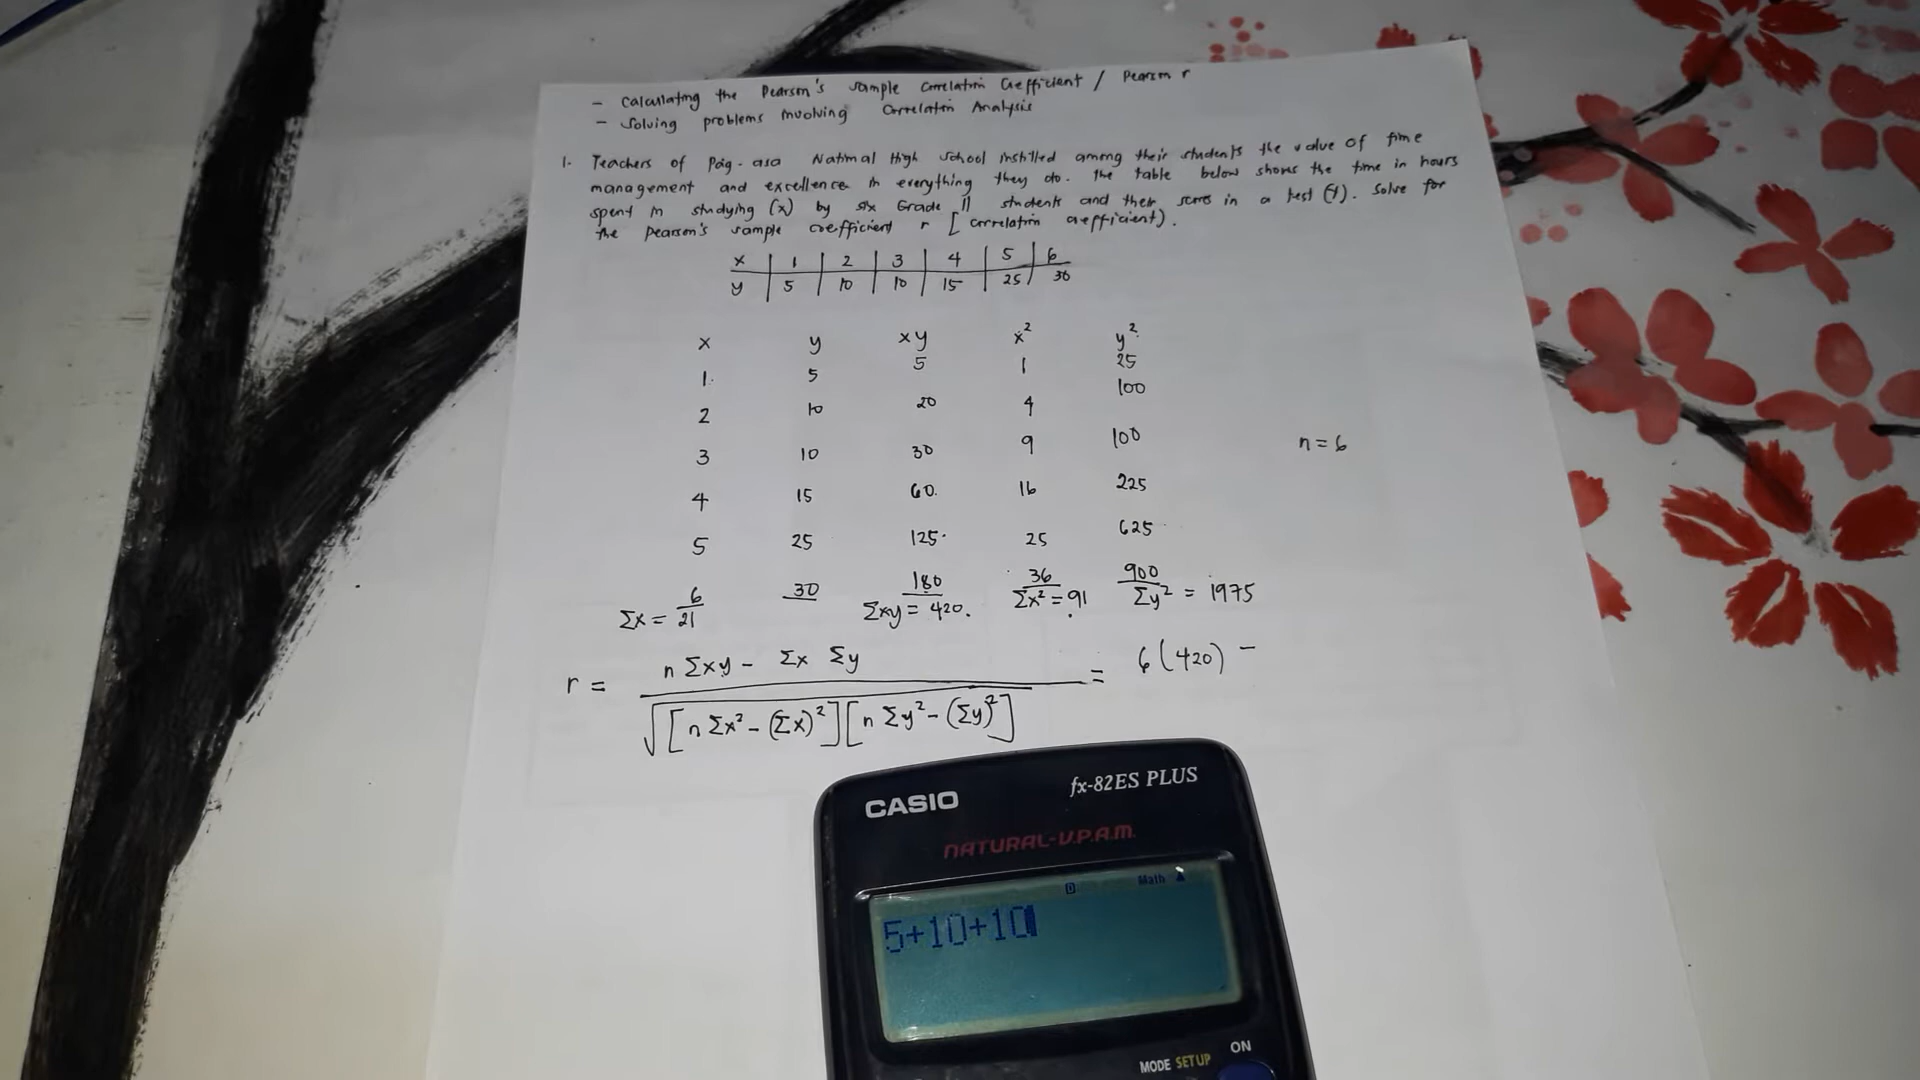 - Calculating the Pearson's sample Correlation Coefficient / Pearson r
- Solving problems involving Correlation Analysis
1. Teachers of Pag-asa National High School instilled among their students the value of time
management and excellence in everything they do. The table below shows the time in hours
spent in studying (x) by six Grade 11 students and their scores in a test (Y). Solve for
the pearson's sample coefficient r [correlation coefficient).
x 1 2 3 4 5 6
y 5 10 10 15 25 30
x y xy x² y²
1. 5 5 1 25
2 10 20 4 100
3 10 30 9 100
n = 6
4 15 60. 16 225
5 25 125. 25 625
6 30 180 36 900
Σx = 21 Σxy = 420. Σx² = 91 Σy² = 1975
r = n Σxy - Σx Σy / √[n Σx² - (Σx)²][n Σy² - (Σy)²] = 6(420) -
CASIO fx-82ES PLUS
NATURAL-V.P.A.M.
D Math ▲
5+10+10
MODE SETUP ON